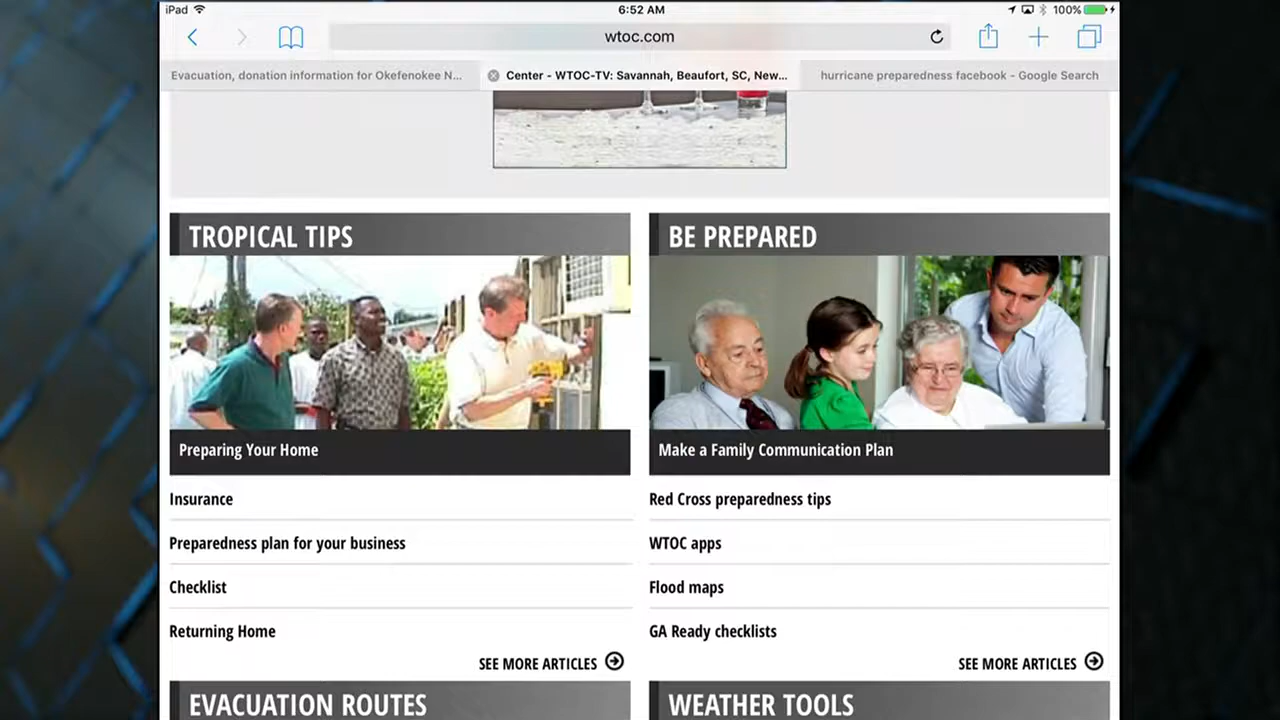 iPad
6:52 AM
100%
wtoc.com
Evacuation, donation information for Okefenokee N...
Center - WTOC-TV: Savannah, Beaufort, SC, New...
hurricane preparedness facebook - Google Search
TROPICAL TIPS
Preparing Your Home
Insurance
Preparedness plan for your business
Checklist
Returning Home
SEE MORE ARTICLES
BE PREPARED
Make a Family Communication Plan
Red Cross preparedness tips
WTOC apps
Flood maps
GA Ready checklists
SEE MORE ARTICLES
EVACUATION ROUTES
WEATHER TOOLS